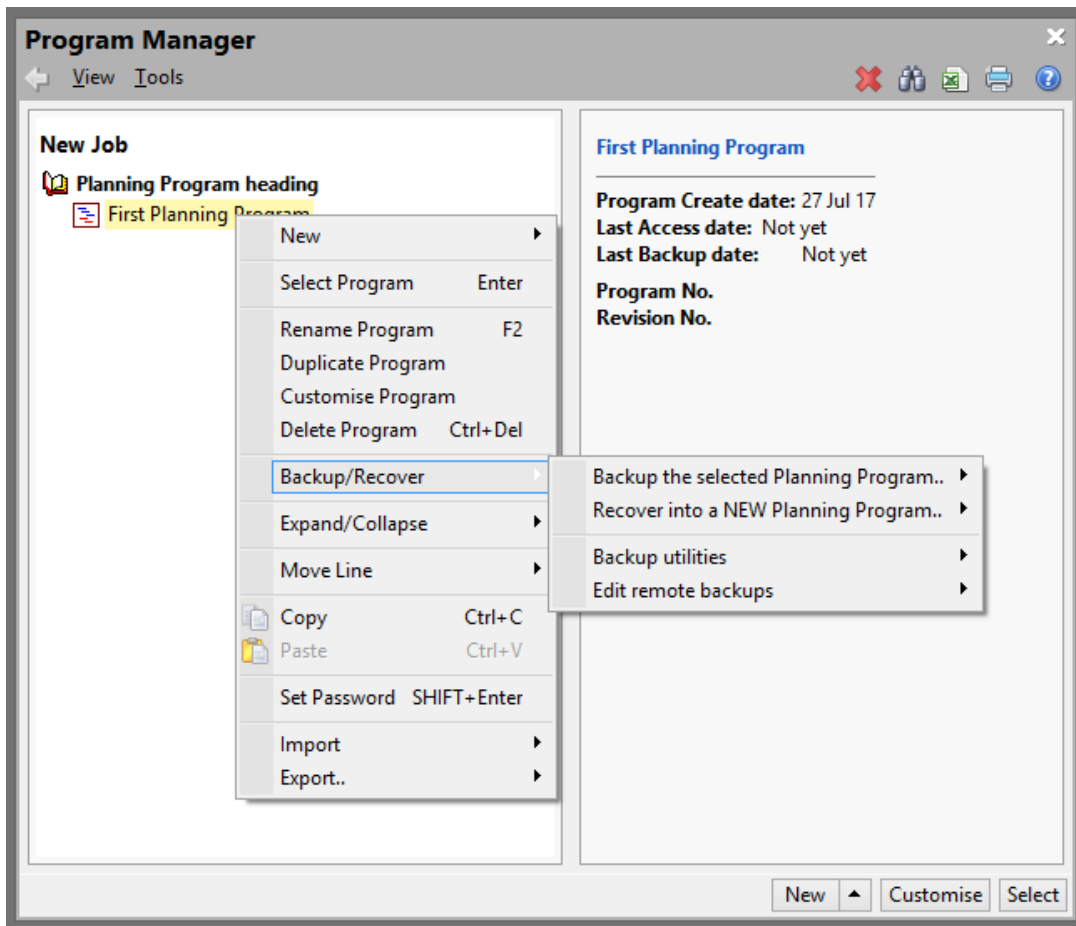 Program Manager
View Tools
New Job
Planning Program heading
First Planning Program
New
Select Program Enter
Rename Program F2
Duplicate Program
Customise Program
Delete Program Ctrl+Del
Backup/Recover
Expand/Collapse
Move Line
Copy Ctrl+C
Paste Ctrl+V
Set Password SHIFT+Enter
Import
Export..
Backup the selected Planning Program..
Recover into a NEW Planning Program..
Backup utilities
Edit remote backups
First Planning Program
Program Create date: 27 Jul 17
Last Access date: Not yet
Last Backup date: Not yet
Program No.
Revision No.
New Customise Select